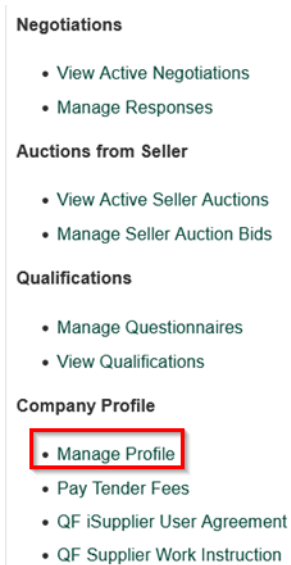 Negotiations
• View Active Negotiations
• Manage Responses
Auctions from Seller
• View Active Seller Auctions
• Manage Seller Auction Bids
Qualifications
• Manage Questionnaires
• View Qualifications
Company Profile
• Manage Profile
• Pay Tender Fees
• QF iSupplier User Agreement
• QF Supplier Work Instruction